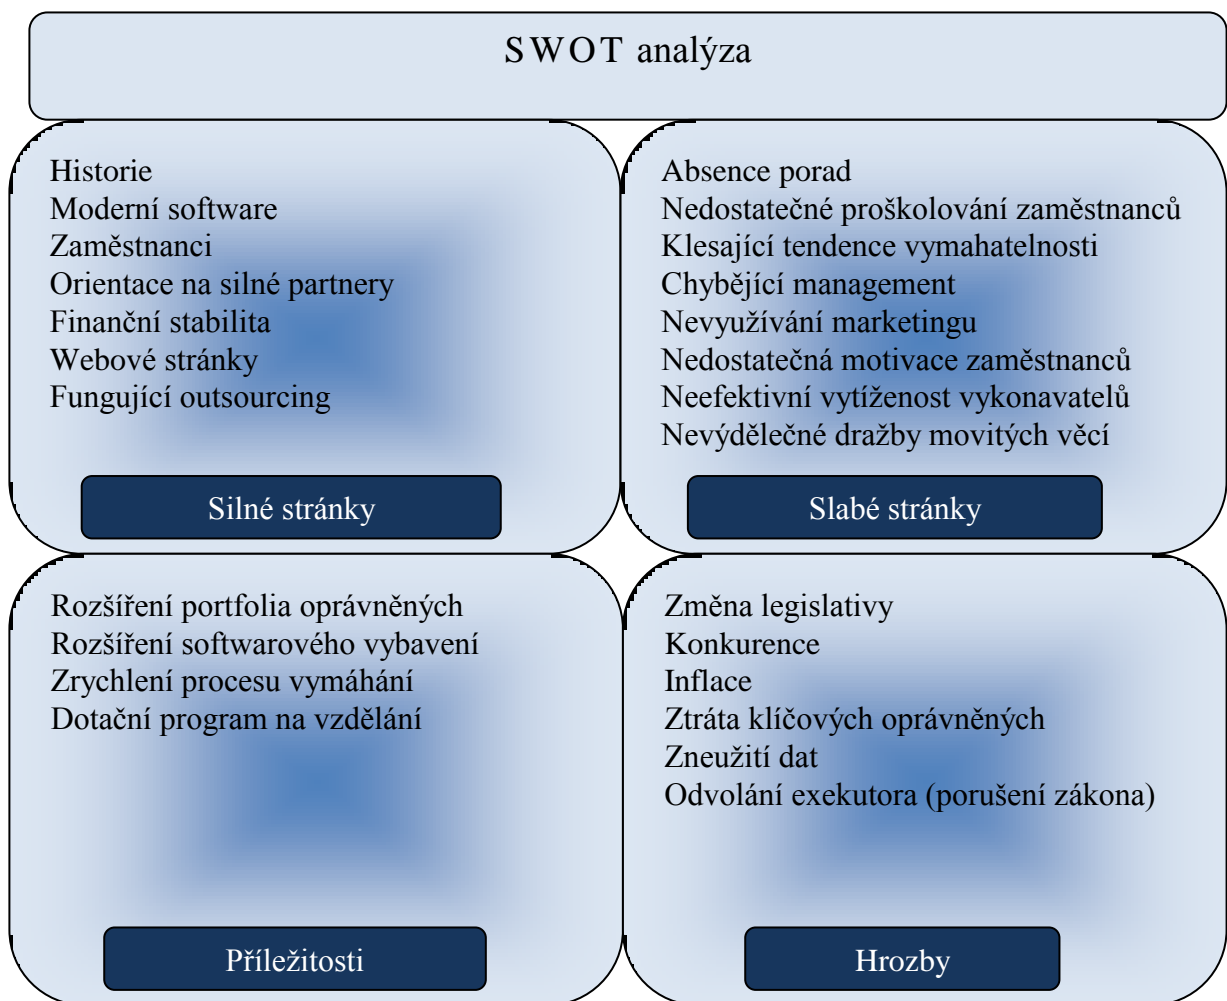 SWOT analýza
Historie
Moderní software
Zaměstnanci
Orientace na silné partnery
Finanční stabilita
Webové stránky
Fungující outsourcing
Silné stránky
Absence porad
Nedostatečné proškolování zaměstnanců
Klesající tendence vymahatelnosti
Chybějící management
Nevyužívání marketingu
Nedostatečná motivace zaměstnanců
Neefektivní vytíženost vykonavatelů
Nevýdělečné dražby movitých věcí
Slabé stránky
Rozšíření portfolia oprávněných
Rozšíření softwarového vybavení
Zrychlení procesu vymáhání
Dotační program na vzdělání
Příležitosti
Změna legislativy
Konkurence
Inflace
Ztráta klíčových oprávněných
Zneužití dat
Odvolání exekutora (porušení zákona)
Hrozby